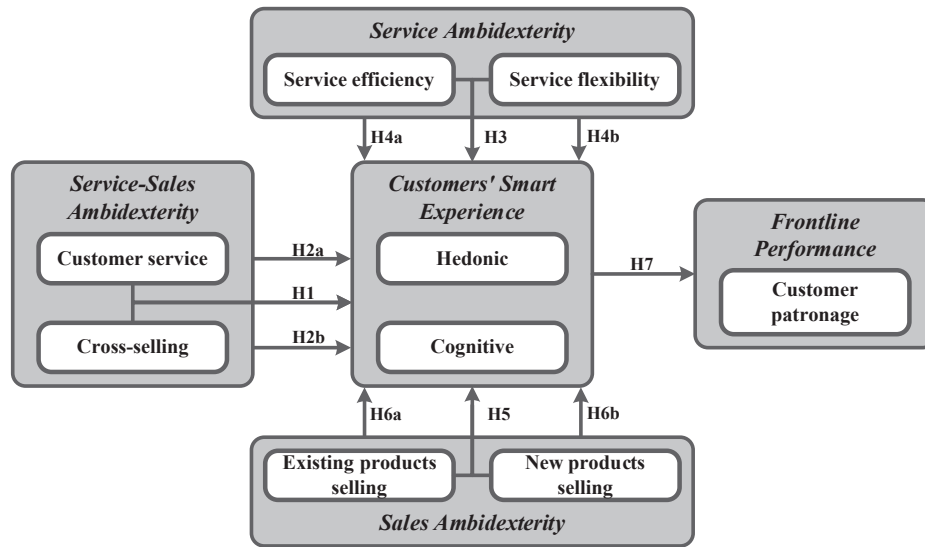 Service Ambidexterity
Service efficiency
Service flexibility
H4a
H3
H4b
Service-Sales
Ambidexterity
Customer service
Cross-selling
H2a
H1
H2b
Customers' Smart
Experience
Hedonic
Cognitive
H7
Frontline
Performance
Customer
patronage
H6a
H5
H6b
Existing products
selling
New products
selling
Sales Ambidexterity